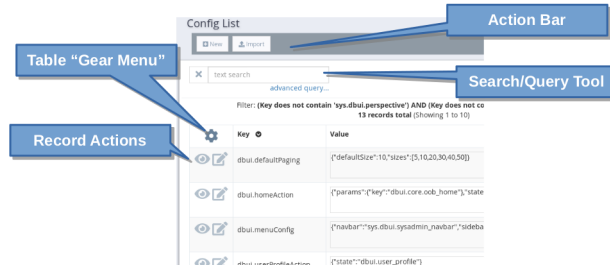 Config List
Action Bar
New
Import
Table “Gear Menu”
text search
Search/Query Tool
advanced query...
Filter: (Key does not contain 'sys.dbui.perspective') AND (Key does not co
13 records total (Showing 1 to 10)
Key
Value
Record Actions
dbui.defaultPaging
{"defaultSize":10,"sizes":[5,10,20,30,40,50]}
dbui.homeAction
{"params":{"key":"dbui.core.oob_home"},"state
dbui.menuConfig
{"navbar":"sys.dbui.sysadmin_navbar","sideba
dbui.userProfileAction
{"state":"dbui.user_profile"}